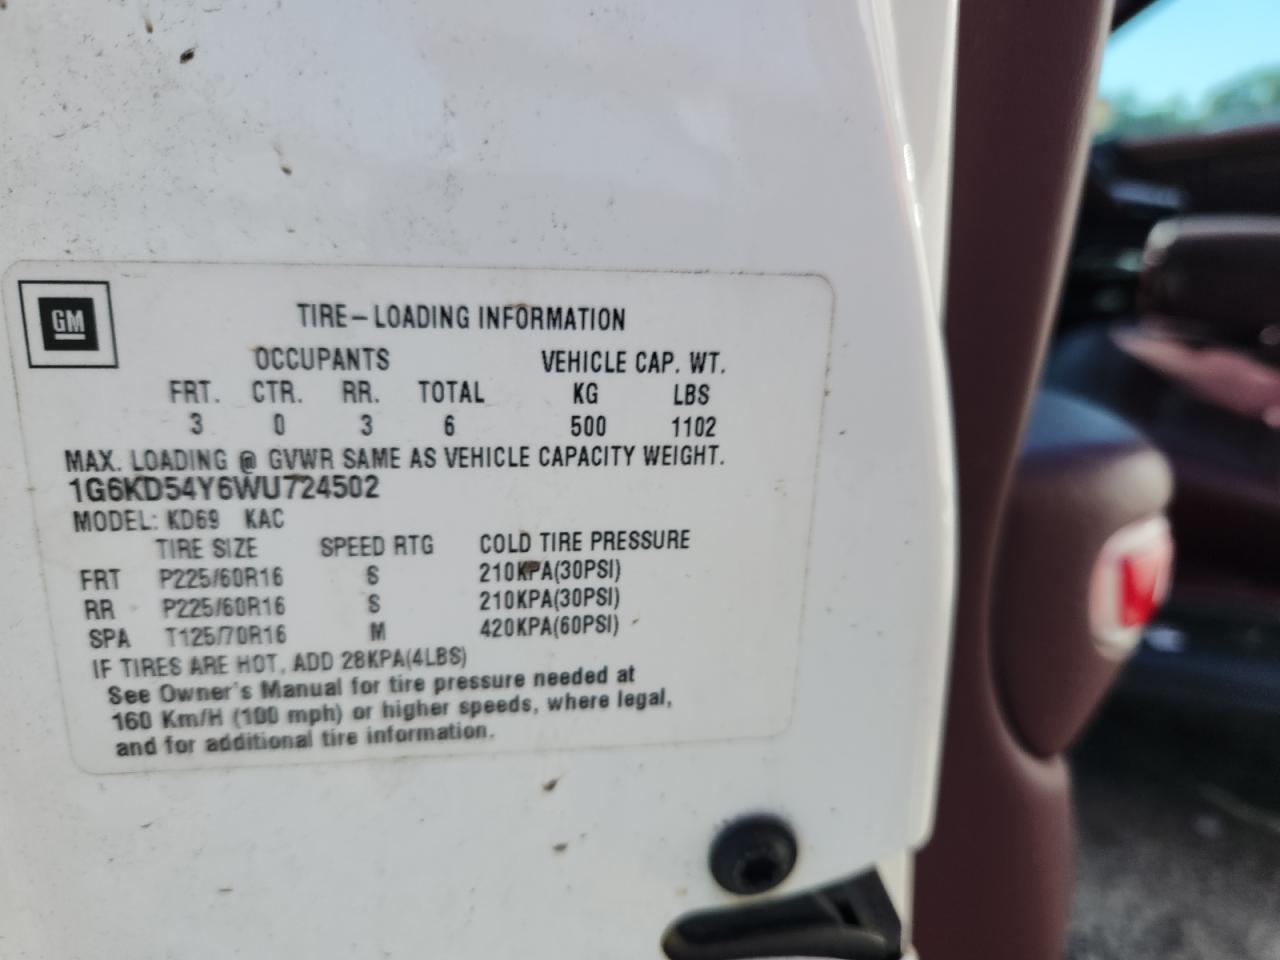 GM
TIRE-LOADING INFORMATION
OCCUPANTS VEHICLE CAP. WT.
FRT. CTR. RR. TOTAL KG LBS
3 0 3 6 500 1102
MAX. LOADING @ GVWR SAME AS VEHICLE CAPACITY WEIGHT.
1G6KD54Y6WU724502
MODEL: KD69 KAC
TIRE SIZE SPEED RTG COLD TIRE PRESSURE
FRT P225/60R16 S 210KPA(30PSI)
RR P225/60R16 S 210KPA(30PSI)
SPA T125/70R16 M 420KPA(60PSI)
IF TIRES ARE HOT, ADD 28KPA(4LBS)
See Owner's Manual for tire pressure needed at
160 Km/H (100 mph) or higher speeds, where legal,
and for additional tire information.